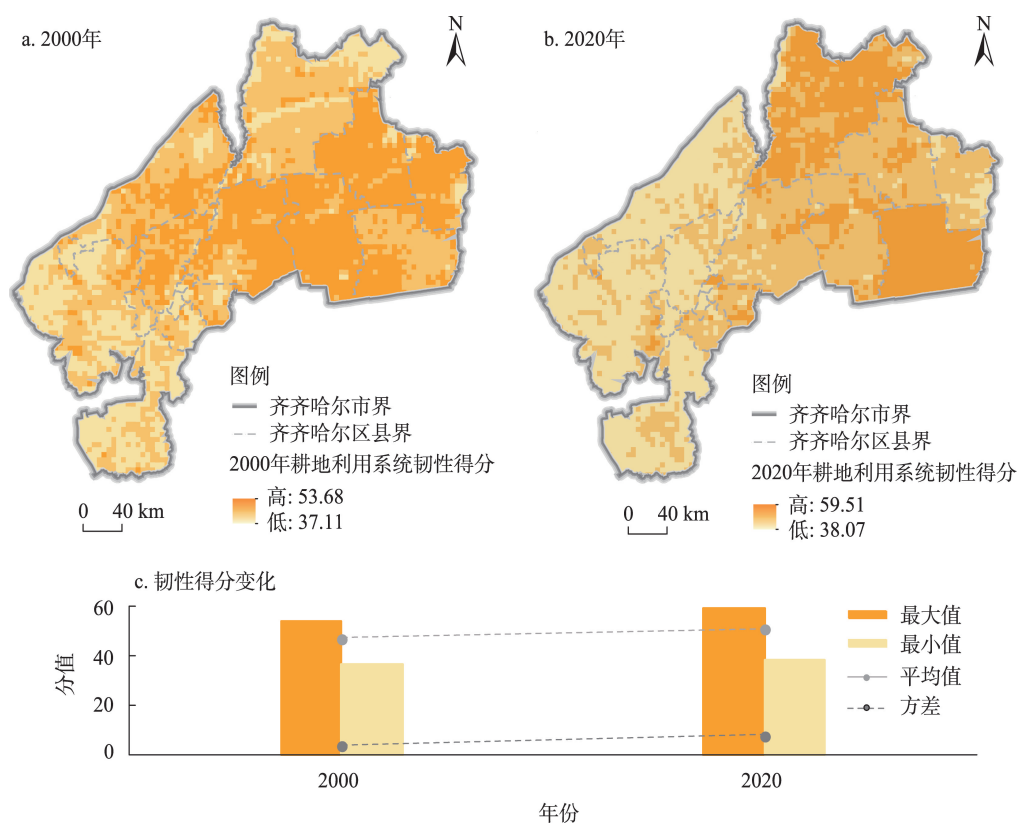 a. 2000年
N
图例
齐齐哈尔市界
齐齐哈尔区县界
2000年耕地利用系统韧性得分
高: 53.68
低: 37.11
0 40 km
b. 2020年
N
图例
齐齐哈尔市界
齐齐哈尔区县界
2020年耕地利用系统韧性得分
高: 59.51
低: 38.07
0 40 km
c. 韧性得分变化
60
40
20
0
分值
2000
2020
年份
最大值
最小值
平均值
方差